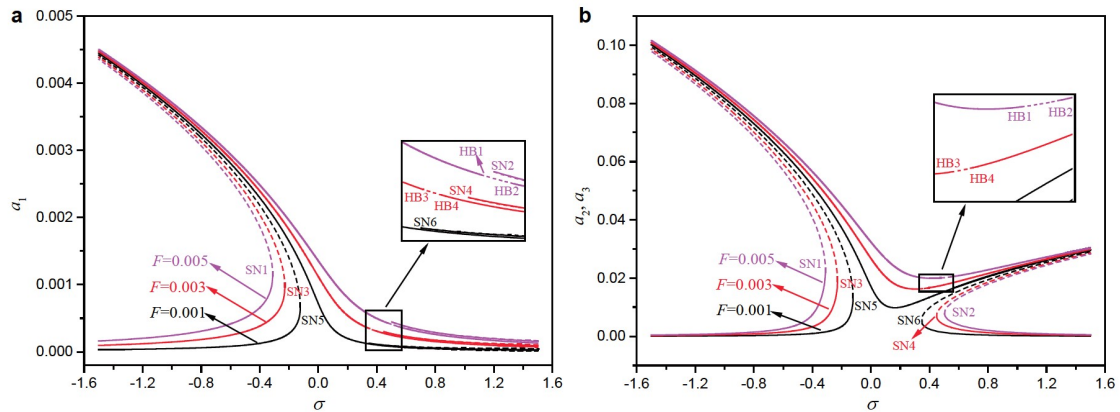 a
0.005
0.004
0.003
0.002
0.001
0.000
a1
-1.6
-1.2
-0.8
-0.4
0.0
0.4
0.8
1.2
1.6
σ
HB1
SN2
HB2
HB3
SN4
HB4
SN6
F=0.005
SN1
F=0.003
SN3
F=0.001
SN5
b
0.10
0.08
0.06
0.04
0.02
0.00
a2, a3
-1.6
-1.2
-0.8
-0.4
0.0
0.4
0.8
1.2
1.6
σ
HB1
HB2
HB3
HB4
F=0.005
SN1
F=0.003
SN3
F=0.001
SN5
SN6
SN2
SN4